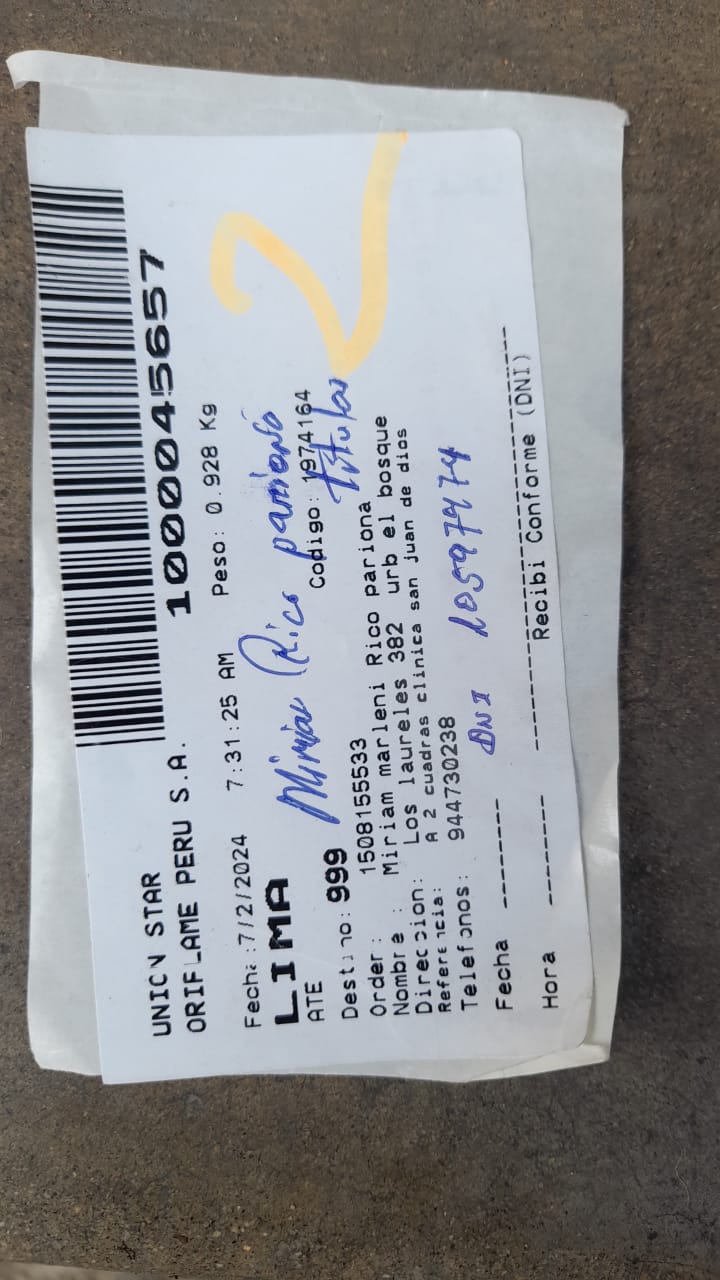 UNION STAR
ORIFLAME PERU S.A. 1000045657
Fecha:7/2/2024 7:31:25 AM Peso: 0.928 Kg
LIMA
Miriam Rico pariona
ATE
Codigo: 1974164
Destino: 999
titular
Order: 1508155533
Nombre : Miriam marleni Rico pariona
Direccion: Los laureles 382 urb el bosque
Referencia: A 2 cuadras clinica san juan de dios
Telefonos: 944730238
DNI 10597474
Fecha
Hora
Recibi Conforme (DNI)
2